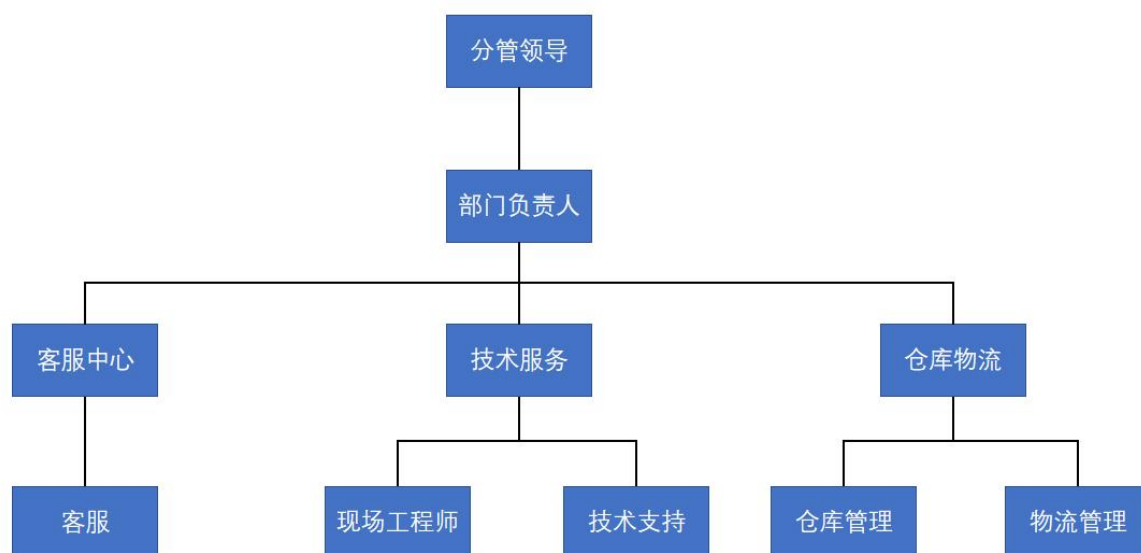 分管领导
部门负责人
客服中心
技术服务
仓库物流
客服
现场工程师
技术支持
仓库管理
物流管理